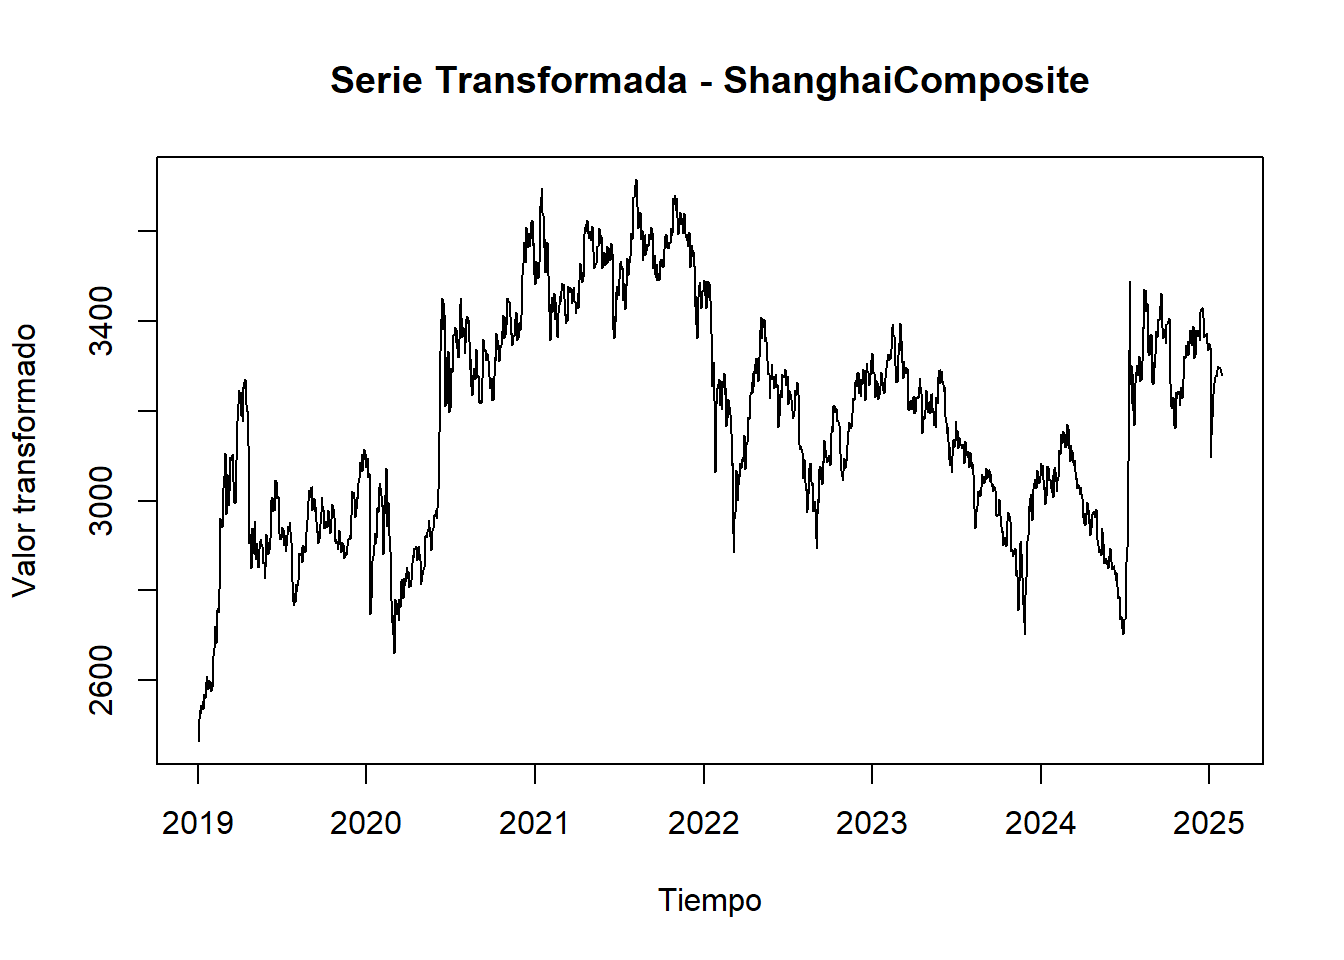 Serie Transformada - ShanghaiComposite
Valor transformado
3400
3000
2600
2019 2020 2021 2022 2023 2024 2025
Tiempo